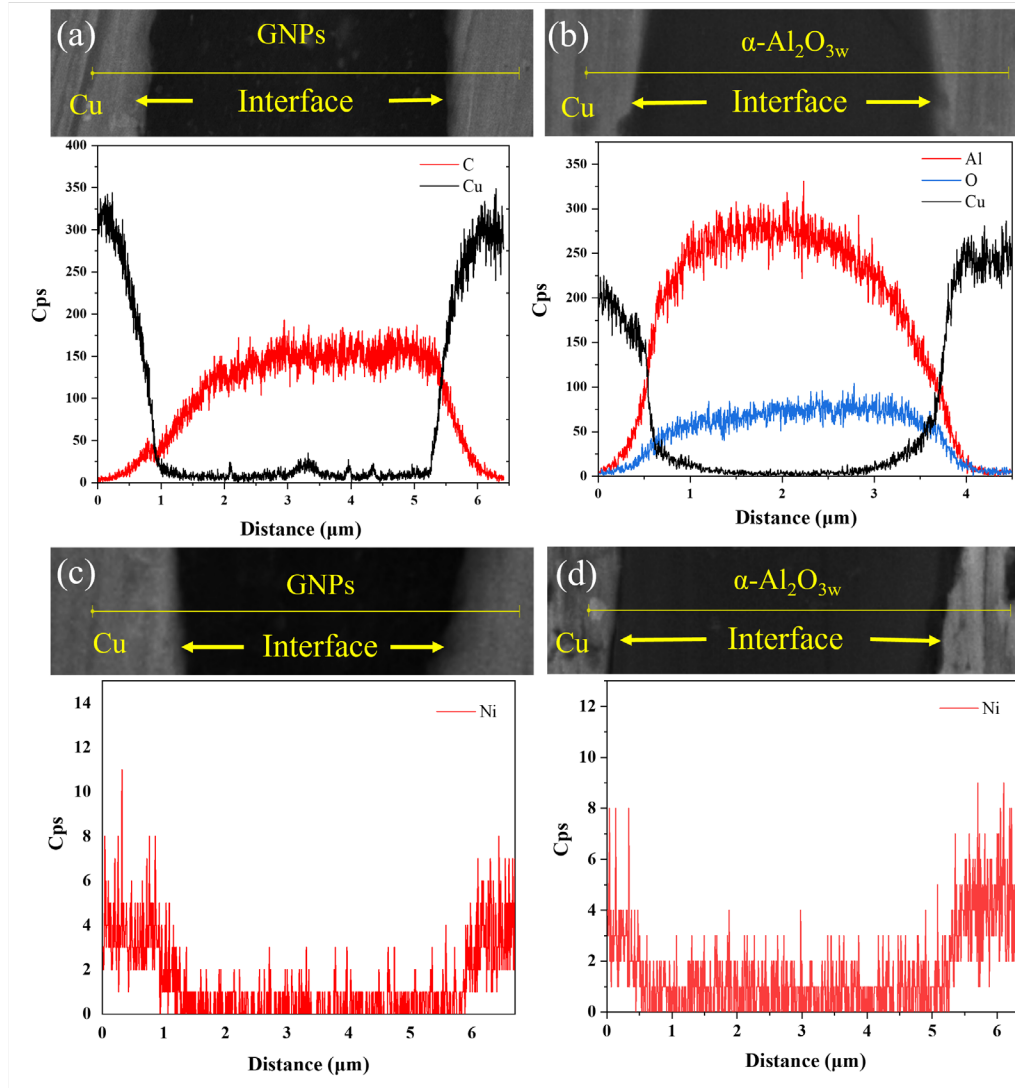 (a)
GNPs
Cu
Interface
400
350
300
250
200
150
100
50
0
Cps
C
Cu
0 1 2 3 4 5 6
Distance (μm)
(b)
α-Al₂O₃w
Cu
Interface
350
300
250
200
150
100
50
0
Cps
Al
O
Cu
0 1 2 3 4
Distance (μm)
(c)
GNPs
Cu
Interface
14
12
10
8
6
4
2
0
Cps
Ni
0 1 2 3 4 5 6
Distance (μm)
(d)
α-Al₂O₃w
Cu
Interface
12
10
8
6
4
2
0
Cps
Ni
0 1 2 3 4 5 6
Distance (μm)